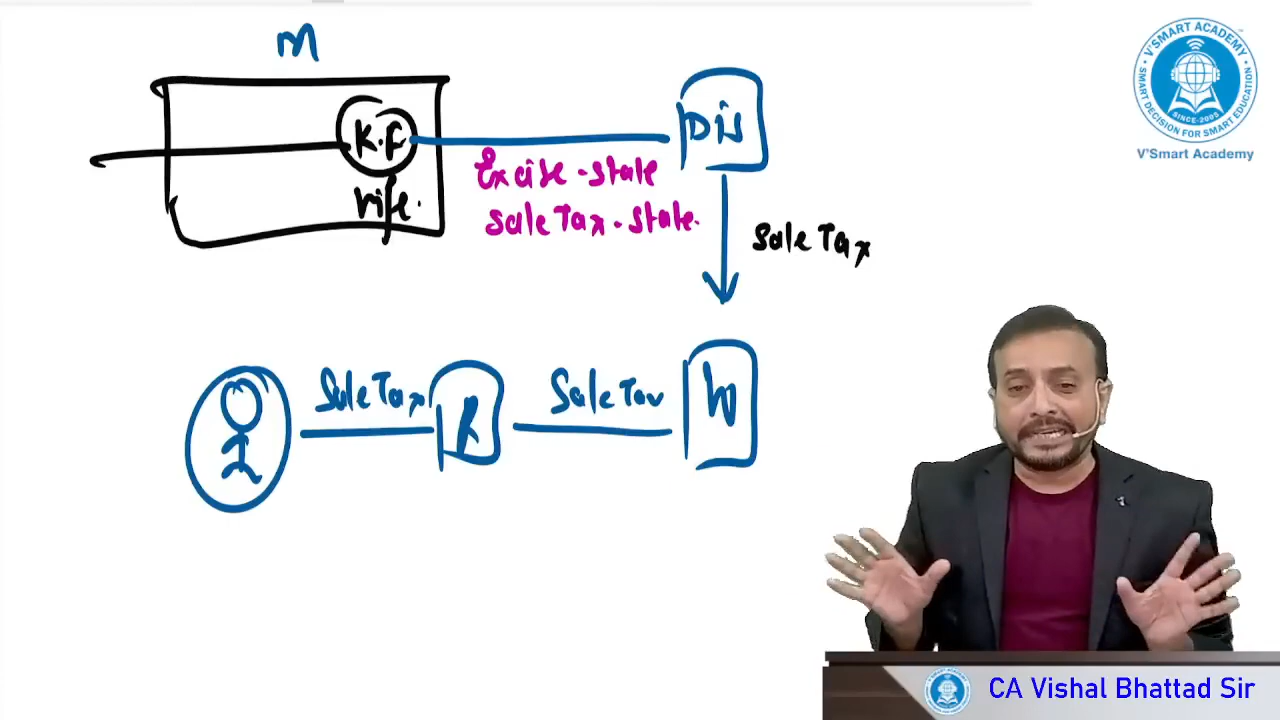 M
K.F
Dis
Excise - state
Sale Tax - state.
Sale Tax
Sale Tax
R
Sale Tax
W
V'SMART ACADEMY
SMART DECISION FOR SMART EDUCATION
SINCE-2005
V'Smart Academy
CA Vishal Bhattad Sir